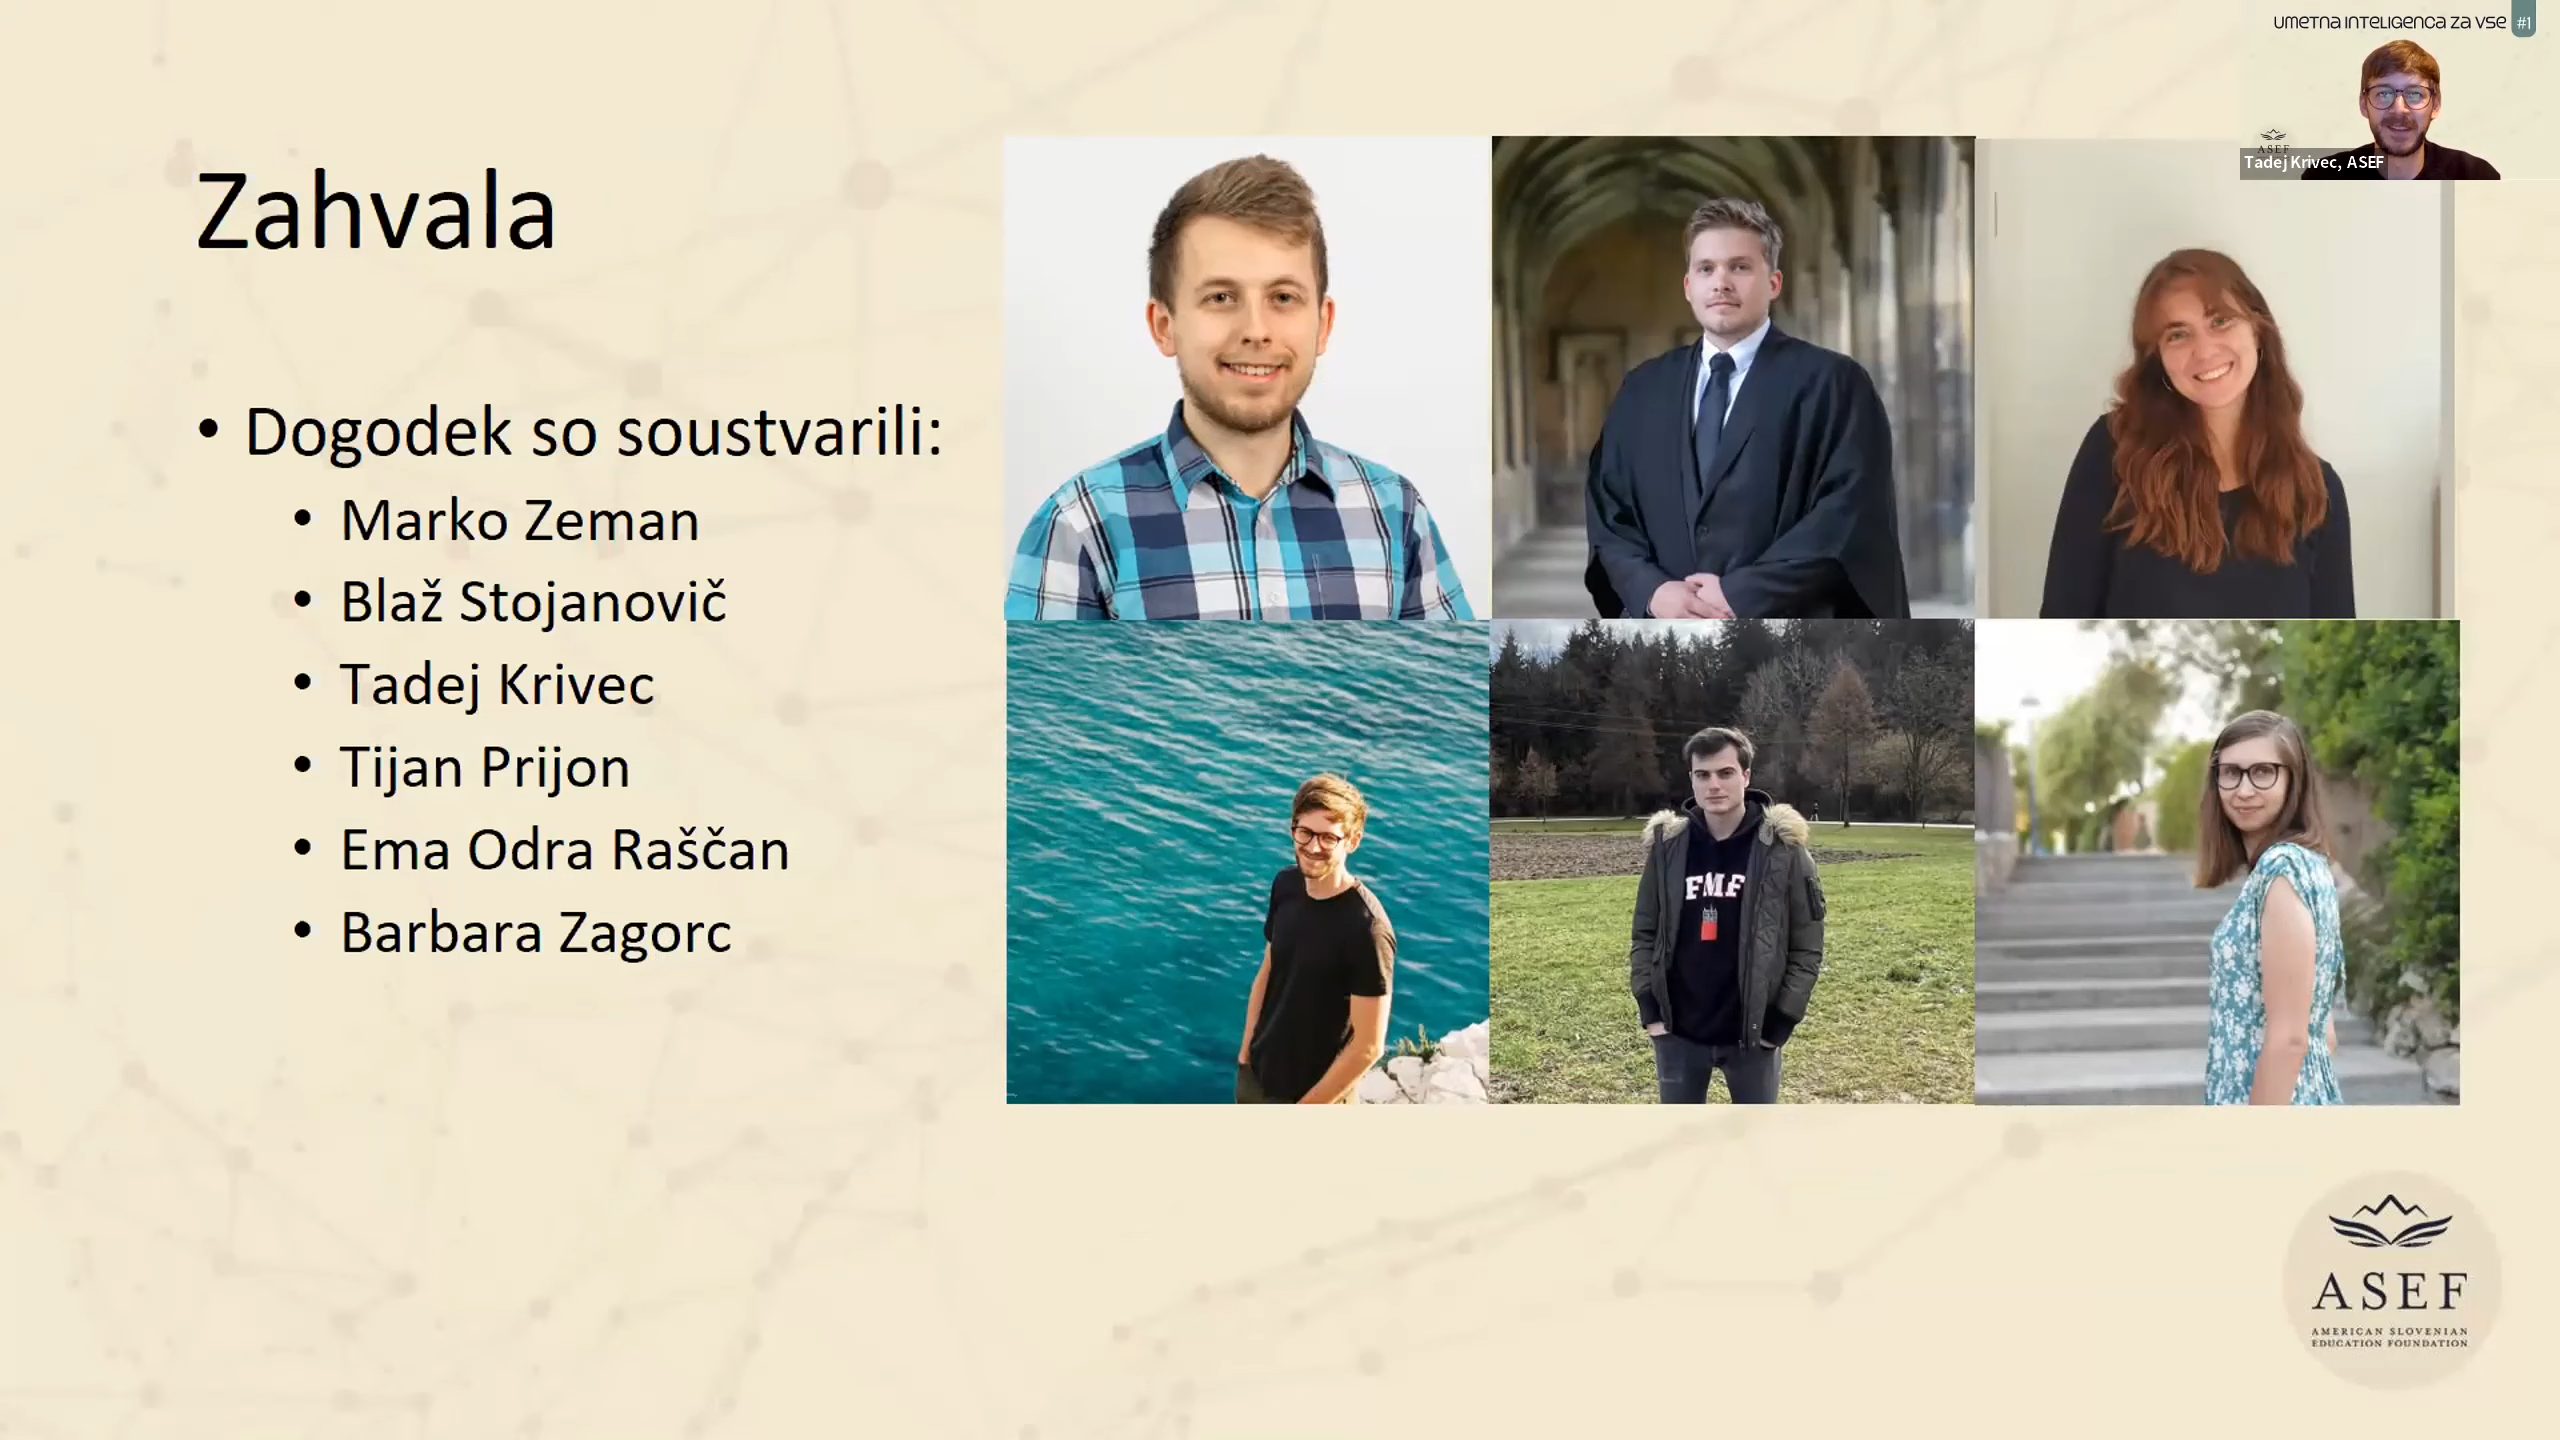 UMETNA INTELIGENCA ZA VSE #1
ASEF
Tadej Krivec, ASEF
Zahvala
• Dogodek so soustvarili:
• Marko Zeman
• Blaž Stojanovič
• Tadej Krivec
• Tijan Prijon
• Ema Odra Raščan
• Barbara Zagorc
FMF
ASEF
AMERICAN SLOVENIAN
EDUCATION FOUNDATION